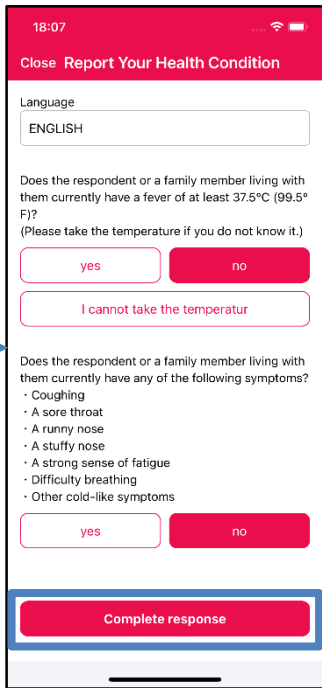 18:07
Close Report Your Health Condition
Language
ENGLISH
Does the respondent or a family member living with
them currently have a fever of at least 37.5°C (99.5°
F)?
(Please take the temperature if you do not know it.)
yes no
I cannot take the temperatur
Does the respondent or a family member living with
them currently have any of the following symptoms?
・Coughing
・A sore throat
・A runny nose
・A stuffy nose
・A strong sense of fatigue
・Difficulty breathing
・Other cold-like symptoms
yes no
Complete response